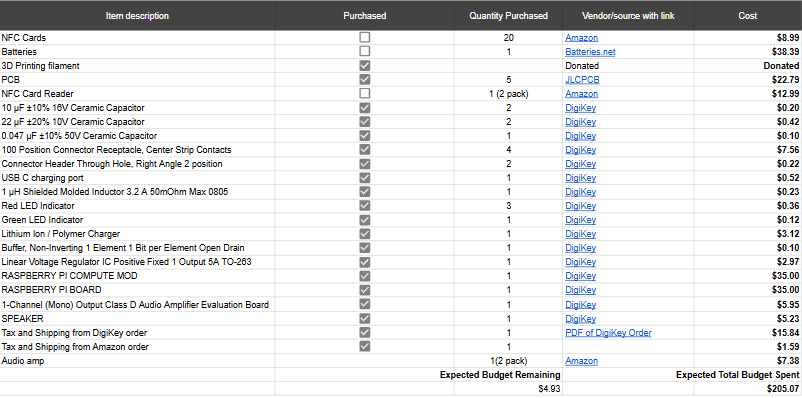 Item description Purchased Quantity Purchased Vendor/source with link Cost
NFC Cards 20 Amazon $8.99
Batteries 1 Batteries.net $38.39
3D Printing filament Donated Donated
PCB 5 JLCPCB $22.79
NFC Card Reader 1 (2 pack) Amazon $12.99
10 µF ±10% 16V Ceramic Capacitor 2 DigiKey $0.20
22 µF ±20% 10V Ceramic Capacitor 2 DigiKey $0.42
0.047 µF ±10% 50V Ceramic Capacitor 1 DigiKey $0.10
100 Position Connector Receptacle, Center Strip Contacts 4 DigiKey $7.56
Connector Header Through Hole, Right Angle 2 position 2 DigiKey $0.22
USB C charging port 1 DigiKey $0.52
1 µH Shielded Molded Inductor 3.2 A 50mOhm Max 0805 1 DigiKey $0.23
Red LED Indicator 3 DigiKey $0.36
Green LED Indicator 1 DigiKey $0.12
Lithium Ion / Polymer Charger 1 DigiKey $3.12
Buffer, Non-Inverting 1 Element 1 Bit per Element Open Drain 1 DigiKey $0.10
Linear Voltage Regulator IC Positive Fixed 1 Output 5A TO-263 1 DigiKey $2.97
RASPBERRY PI COMPUTE MOD 1 DigiKey $35.00
RASPBERRY PI BOARD 1 DigiKey $35.00
1-Channel (Mono) Output Class D Audio Amplifier Evaluation Board 1 DigiKey $5.95
SPEAKER 1 DigiKey $5.23
Tax and Shipping from DigiKey order 1 PDF of DigiKey Order $15.84
Tax and Shipping from Amazon order 1 $1.59
Audio amp 1(2 pack) Amazon $7.38
Expected Budget Remaining Expected Total Budget Spent
$4.93 $205.07